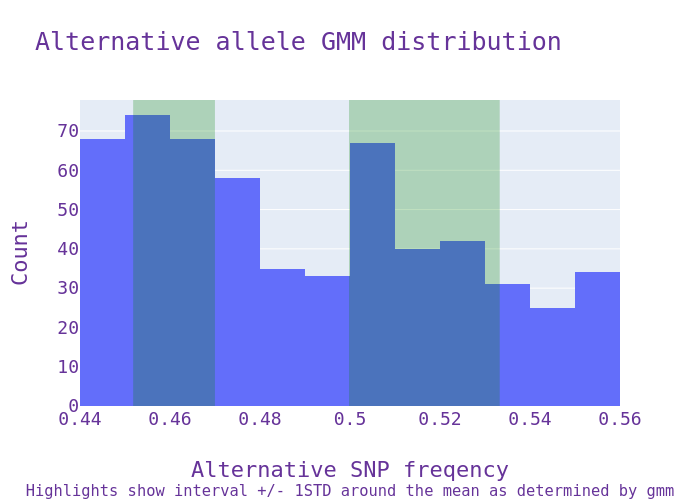 Alternative allele GMM distribution
70
60
50
40
30
20
10
0
Count
0.44 0.46 0.48 0.5 0.52 0.54 0.56
Alternative SNP freqency
Highlights show interval +/- 1STD around the mean as determined by gmm